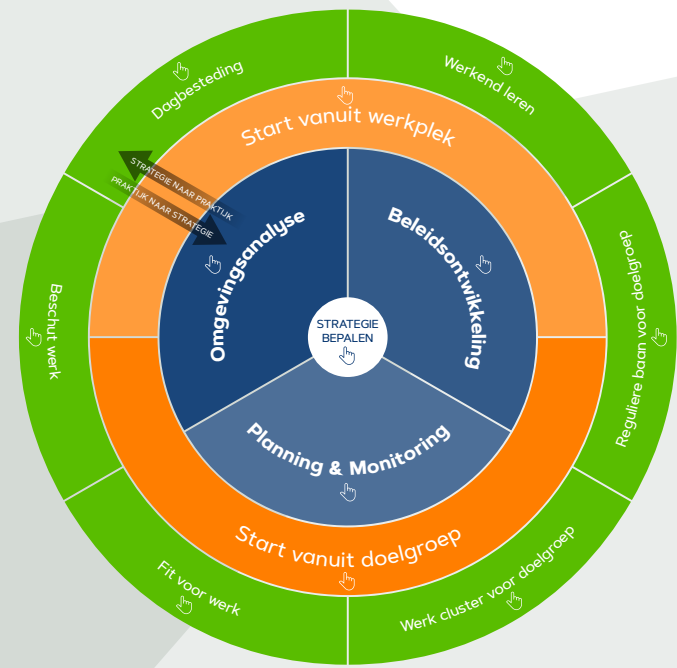 Dagbesteding
Werkend leren
Start vanuit werkplek
STRATEGIE NAAR PRAKTIJK
PRAKTIJK NAAR STRATEGIE
Omgevingsanalyse
Beleidsontwikkeling
Beschut werk
STRATEGIE
BEPALEN
Reguliere baan voor doelgroep
Planning & Monitoring
Start vanuit doelgroep
Fit voor werk
Werk cluster voor doelgroep